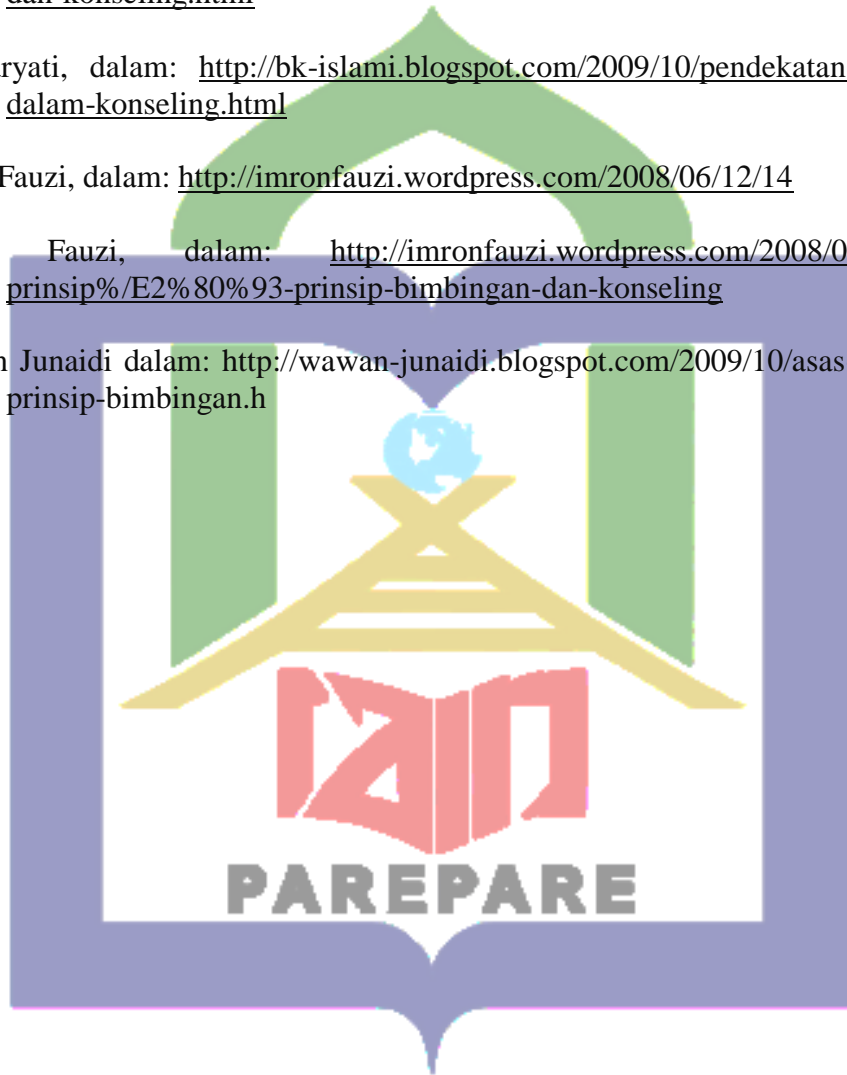 dan-konseling.html
ryati, dalam: http://bk-islami.blogspot.com/2009/10/pendekatan
dalam-konseling.html
Fauzi, dalam: http://imronfauzi.wordpress.com/2008/06/12/14
Fauzi, dalam: http://imronfauzi.wordpress.com/2008/0
prinsip%/E2%80%93-prinsip-bimbingan-dan-konseling
n Junaidi dalam: http://wawan-junaidi.blogspot.com/2009/10/asas
prinsip-bimbingan.h
iain
PAREPARE